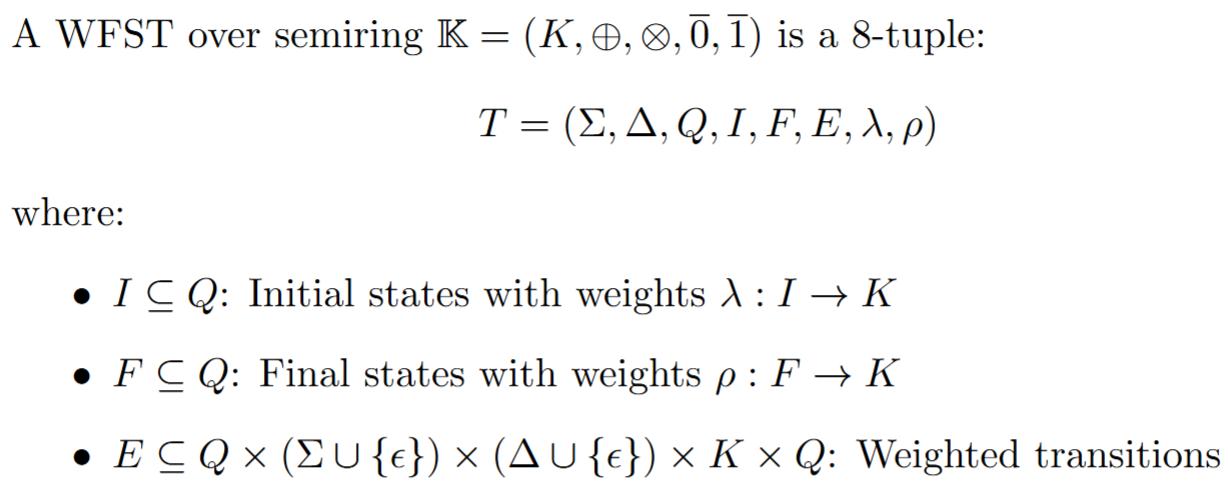 A WFST over semiring 𝕂 = (K, ⊕, ⊗, 0̅, 1̅) is a 8-tuple:
T = (Σ, Δ, Q, I, F, E, λ, ρ)
where:
• I ⊆ Q: Initial states with weights λ : I → K
• F ⊆ Q: Final states with weights ρ : F → K
• E ⊆ Q × (Σ ∪ {ϵ}) × (Δ ∪ {ϵ}) × K × Q: Weighted transitions